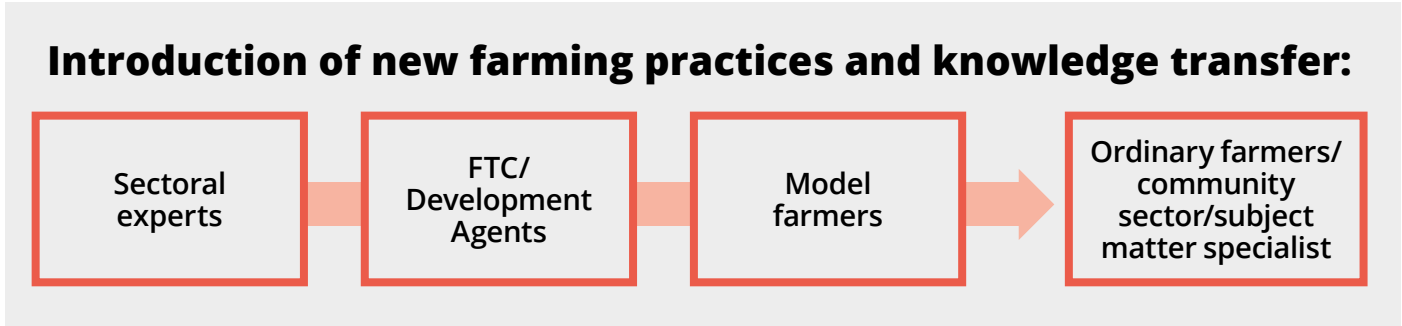 Introduction of new farming practices and knowledge transfer:
Sectoral
experts
FTC/
Development
Agents
Model
farmers
Ordinary farmers/
community
sector/subject
matter specialist